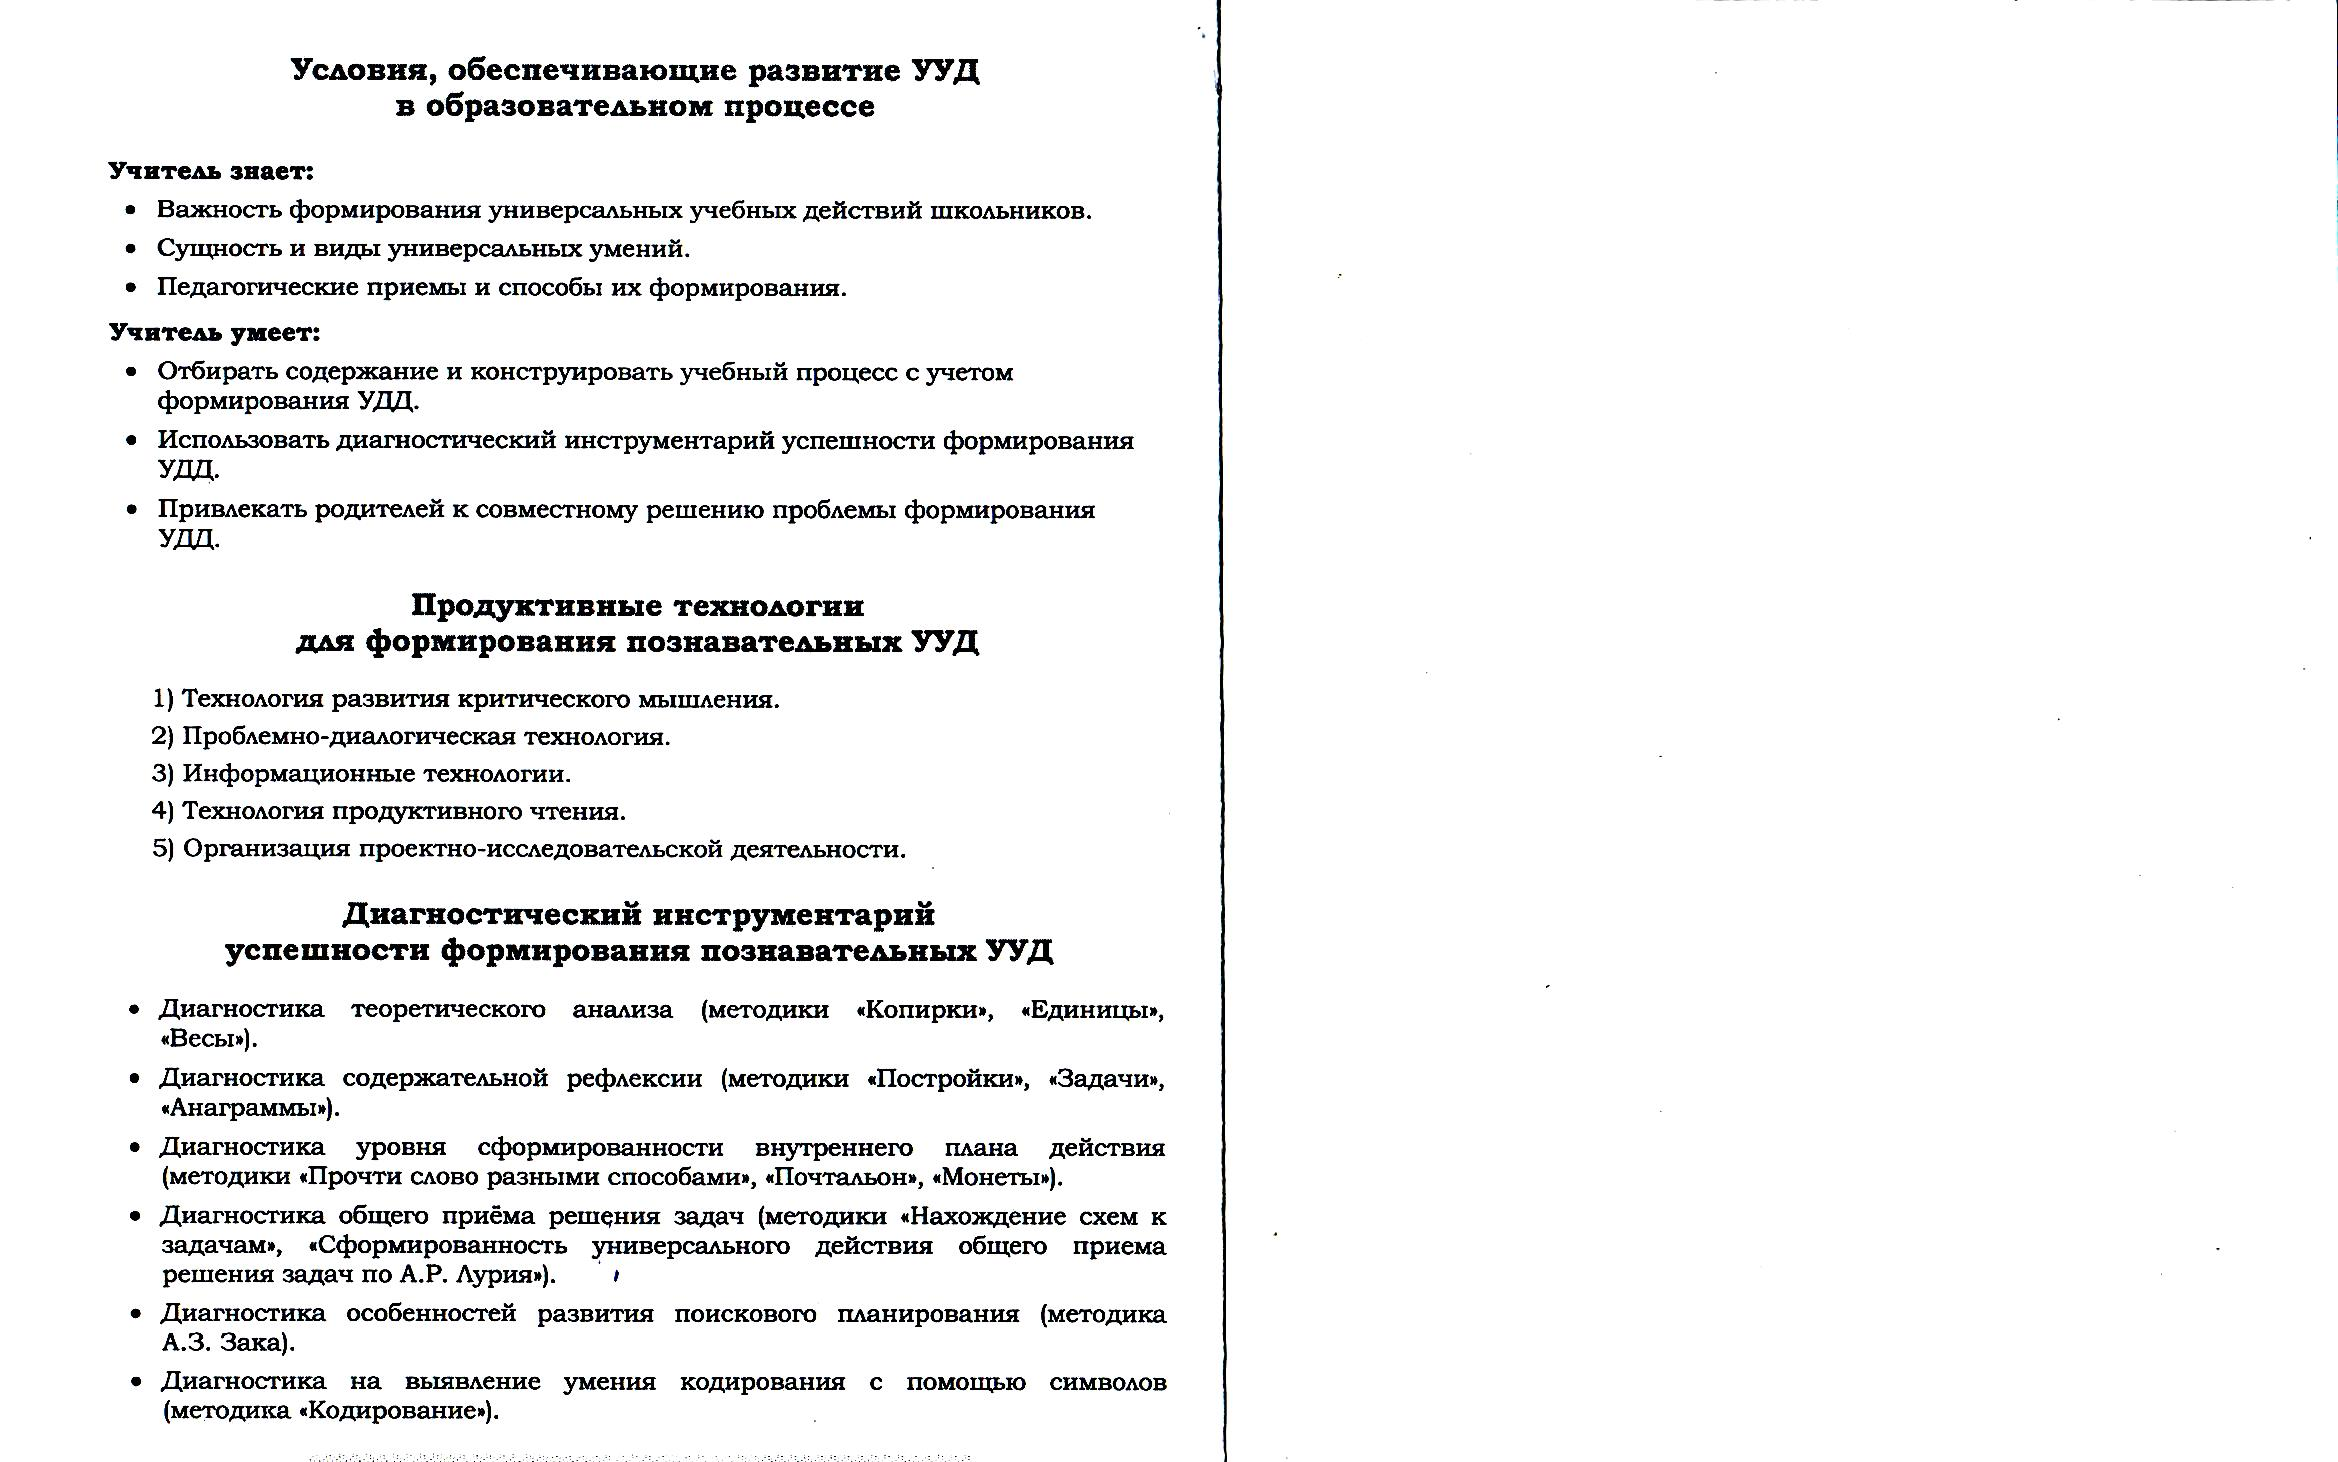 Условия, обеспечивающие развитие УУД
в образовательном процессе
Учитель знает:
• Важность формирования универсальных учебных действий школьников.
• Сущность и виды универсальных умений.
• Педагогические приемы и способы их формирования.
Учитель умеет:
• Отбирать содержание и конструировать учебный процесс с учетом
формирования УДД.
• Использовать диагностический инструментарий успешности формирования
УДД.
• Привлекать родителей к совместному решению проблемы формирования
УДД.
Продуктивные технологии
для формирования познавательных УУД
1) Технология развития критического мышления.
2) Проблемно-диалогическая технология.
3) Информационные технологии.
4) Технология продуктивного чтения.
5) Организация проектно-исследовательской деятельности.
Диагностический инструментарий
успешности формирования познавательных УУД
• Диагностика теоретического анализа (методики «Копирки», «Единицы»,
«Весы»).
• Диагностика содержательной рефлексии (методики «Постройки», «Задачи»,
«Анаграммы»).
• Диагностика уровня сформированности внутреннего плана действия
(методики «Прочти слово разными способами», «Почтальон», «Монеты»).
• Диагностика общего приёма решения задач (методики «Нахождение схем к
задачам», «Сформированность универсального действия общего приема
решения задач по А.Р. Лурия»).
• Диагностика особенностей развития поискового планирования (методика
А.З. Зака).
• Диагностика на выявление умения кодирования с помощью символов
(методика «Кодирование»).